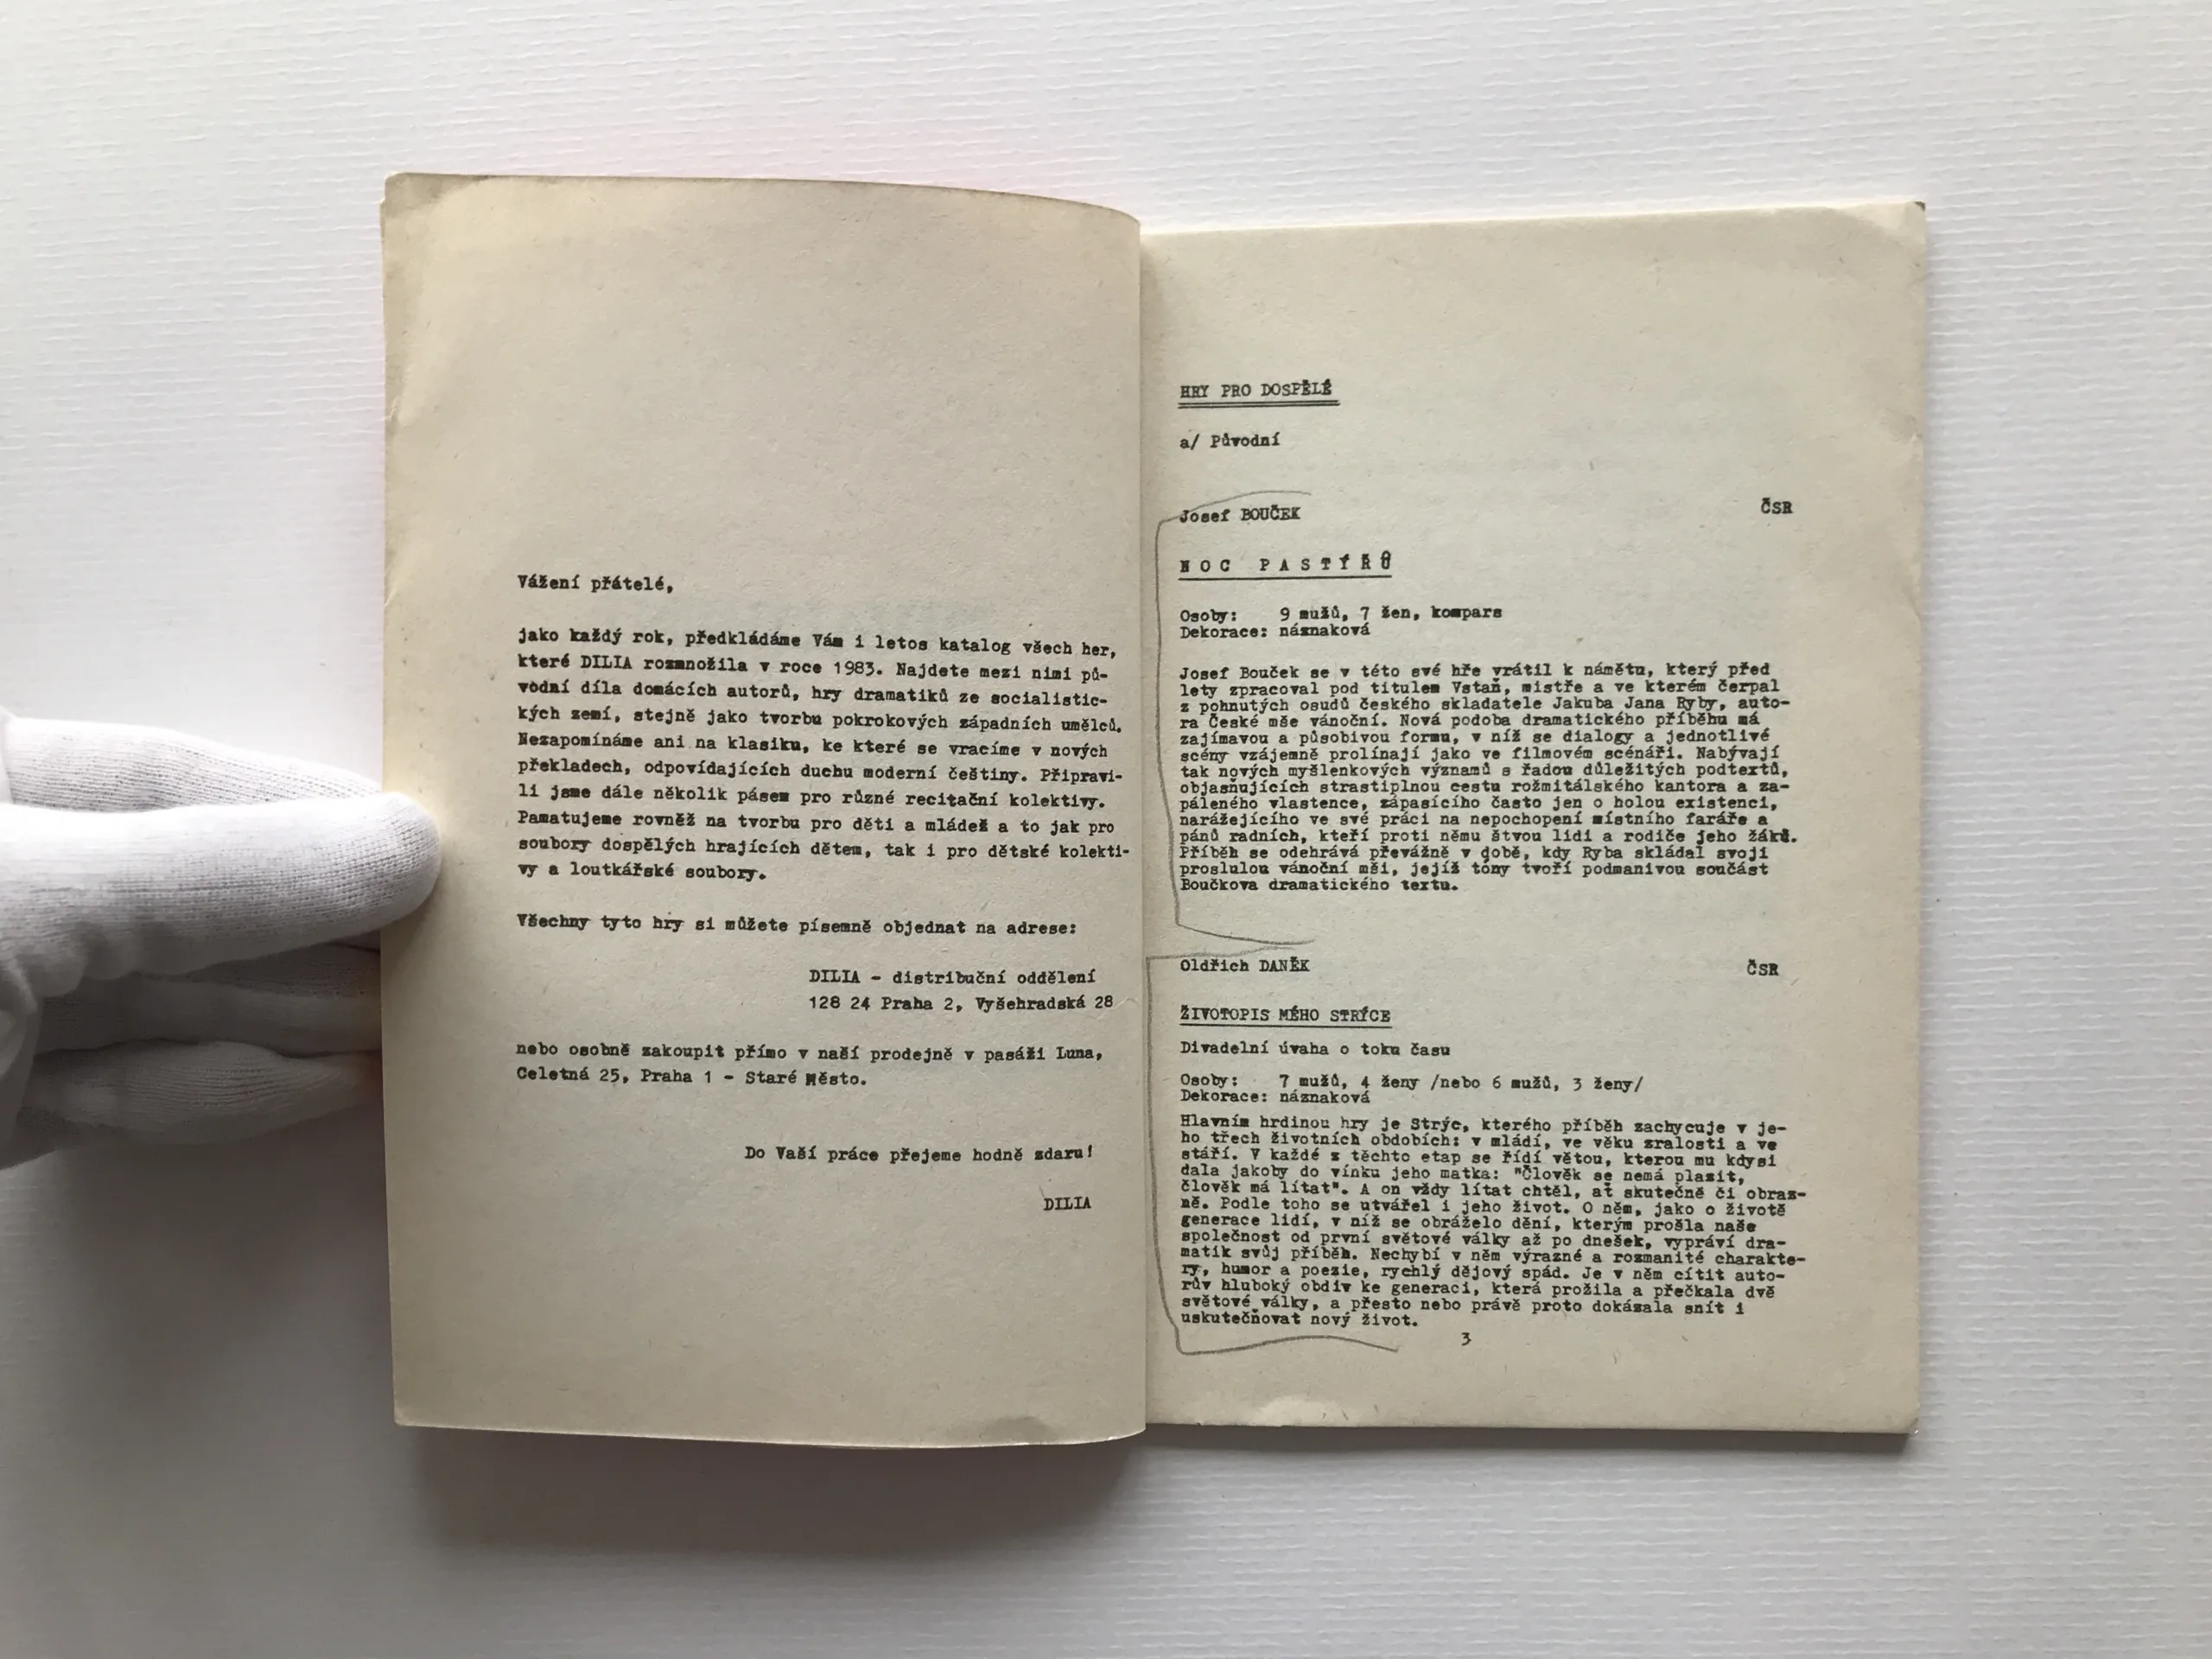 Vážení přátelé,
jako každý rok, předkládáme Vám i letos katalog všech her,
které DILIA rozmnožila v roce 1983. Najdete mezi nimi pů-
vodní díla domácích autorů, hry dramatiků ze socialistic-
kých zemí, stejně jako tvorbu pokrokových západních umělců.
Nezapomínáme ani na klasiku, ke které se vracíme v nových
překladech, odpovídajících duchu moderní češtiny. Připravi-
li jsme dále několik pásem pro různé recitační kolektivy.
Pamatujeme rovněž na tvorbu pro děti a mládež a to jak pro
soubory dospělých hrajících dětem, tak i pro dětské kolekti-
vy a loutkářské soubory.
Všechny tyto hry si můžete písemně objednat na adrese:
DILIA - distribuční oddělení
128 24 Praha 2, Vyšehradská 28
nebo osobně zakoupit přímo v naší prodejně v pasáži Luna,
Celetná 25, Praha 1 - Staré Město.
Do Vaší práce přejeme hodně zdaru!
DILIA
HRY PRO DOSPĚLÉ
a/ Původní
Josef BOUČEK ČSR
NOC PASTÝŘŮ
Osoby: 9 mužů, 7 žen, kompars
Dekorace: náznaková
Josef Bouček se v této své hře vrátil k námětu, který před
lety zpracoval pod titulem Vstaň, mistře a ve kterém čerpal
z pohnutých osudů českého skladatele Jakuba Jana Ryby, auto-
ra České mše vánoční. Nová podoba dramatického příběhu má
zajímavou a působivou formu, v níž se dialogy a jednotlivé
scény vzájemně prolínají jako ve filmovém scénáři. Nabývají
tak nových myšlenkových významů s řadou důležitých podtextů,
objasňujících strastiplnou cestu rožmitálského kantora a za-
páleného vlastence, zápasícího často jen o holou existenci,
narážejícího ve své práci na nepochopení místního faráře a
pánů radních, kteří proti němu štvou lidi a rodiče jeho žáků.
Příběh se odehrává převážně v době, kdy Ryba skládal svoji
proslulou vánoční mši, jejíž tóny tvoří podmanivou součást
Boučkova dramatického textu.
Oldřich DANĚK ČSR
ŽIVOTOPIS MÉHO STRÝCE
Divadelní úvaha o toku času
Osoby: 7 mužů, 4 ženy /nebo 6 mužů, 3 ženy/
Dekorace: náznaková
Hlavním hrdinou hry je Strýc, kterého příběh zachycuje v je-
ho třech životních obdobích: v mládí, ve věku zralosti a ve
stáří. V každé z těchto etap se řídí větou, kterou mu kdysi
dala jakoby do vínku jeho matka: "Člověk se nemá plazit,
člověk má lítat". A on vždy lítat chtěl, ať skutečně či obraz-
ně. Podle toho se utvářel i jeho život. O něm, jako o životě
generace lidí, v níž se obráželo dění, kterým prošla naše
společnost od první světové války až po dnešek, vypráví dra-
matik svůj příběh. Nechybí v něm výrazné a rozmanité charakte-
ry, humor a poezie, rychlý dějový spád. Je v něm cítit auto-
rův hluboký obdiv ke generaci, která prožila a přečkala dvě
světové války, a přesto nebo právě proto dokázala snít i
uskutečňovat nový život.
3